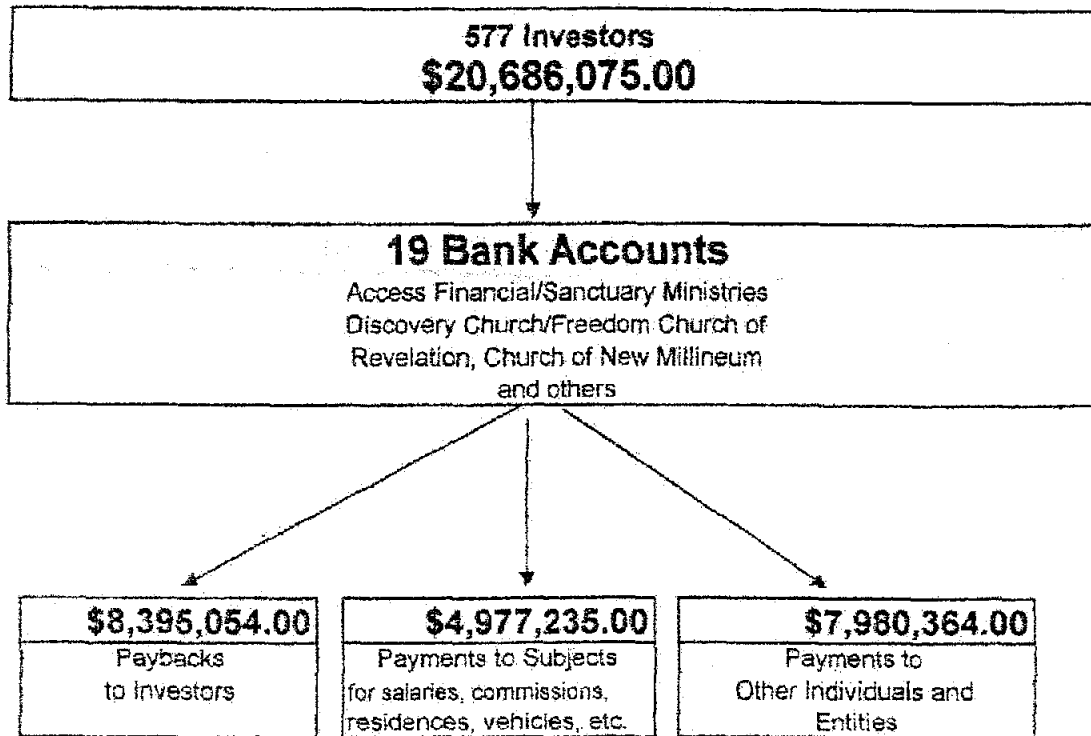 577 Investors
$20,686,075.00
19 Bank Accounts
Access Financial/Sanctuary Ministries
Discovery Church/Freedom Church of
Revelation, Church of New Millineum
and others
$8,395,054.00
Paybacks
to Investors
$4,977,235.00
Payments to Subjects
for salaries, commissions,
residences, vehicles, etc.
$7,980,364.00
Payments to
Other Individuals and
Entities